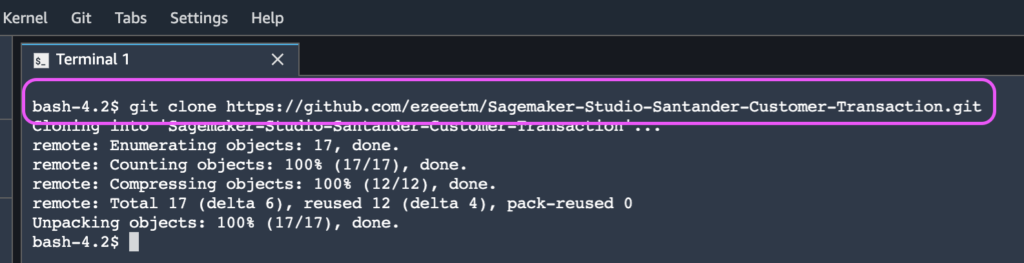 Kernel Git Tabs Settings Help
$_ Terminal 1 ×
bash-4.2$ git clone https://github.com/ezeeetm/Sagemaker-Studio-Santander-Customer-Transaction.git
Cloning into 'Sagemaker-Studio-Santander-Customer-Transaction'...
remote: Enumerating objects: 17, done.
remote: Counting objects: 100% (17/17), done.
remote: Compressing objects: 100% (12/12), done.
remote: Total 17 (delta 6), reused 12 (delta 4), pack-reused 0
Unpacking objects: 100% (17/17), done.
bash-4.2$